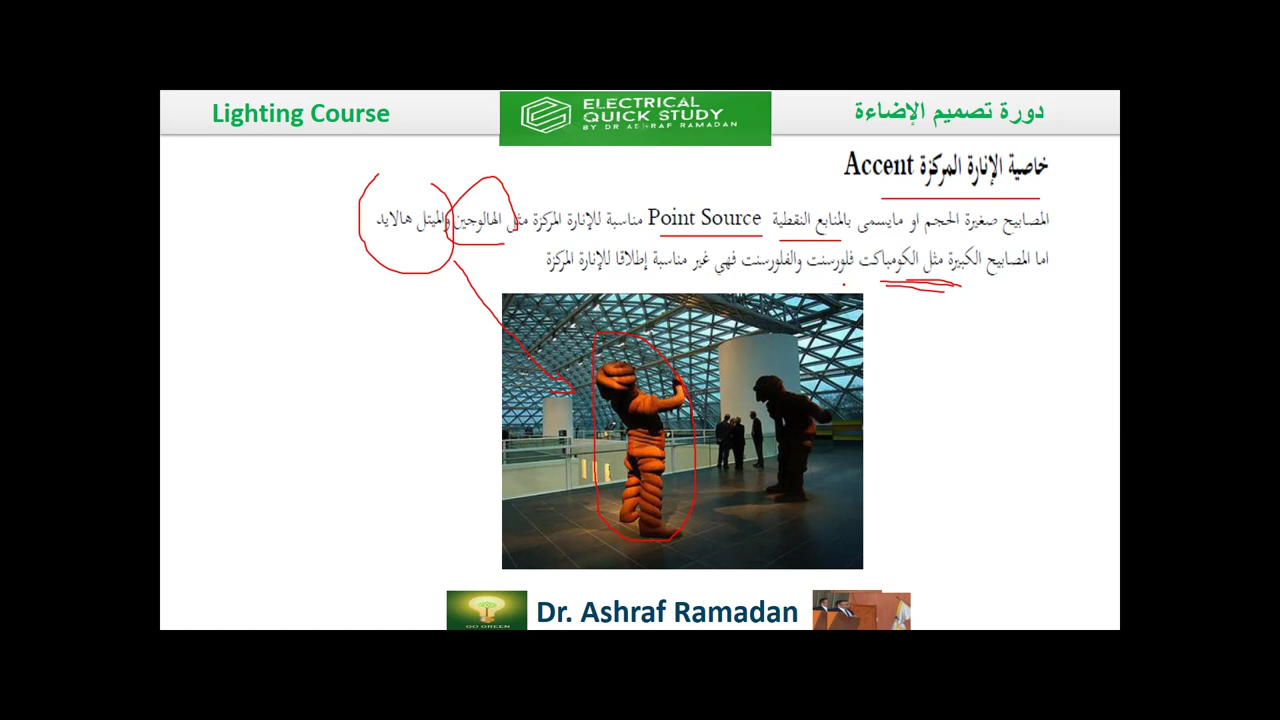 Lighting Course
ELECTRICAL
QUICK STUDY
BY DR ASHRAF RAMADAN
دورة تصميم الإضاءة
خاصية الإنارة المركزة Accent
المصابيح صغيرة الحجم او مايسمى بالمنابع النقطية Point Source مناسبة للإنارة المركزة مثل الهالوجين والميتل هالايد
اما المصابيح الكبيرة مثل الكومباكت فلورسنت والفلورسنت فهي غير مناسبة إطلاقا للإنارة المركزة
GO GREEN
Dr. Ashraf Ramadan